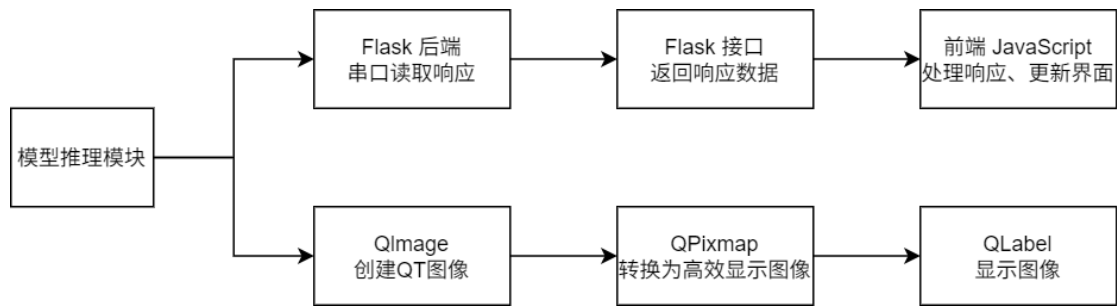 模型推理模块
Flask 后端
串口读取响应
Flask 接口
返回响应数据
前端 JavaScript
处理响应、更新界面
QImage
创建QT图像
QPixmap
转换为高效显示图像
QLabel
显示图像